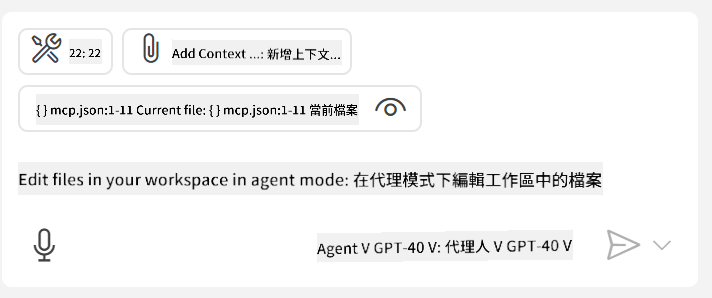 22: 22
Add Context ...: 新增上下文...
{ } mcp.json:1-11 Current file: { } mcp.json:1-11 當前檔案
Edit files in your workspace in agent mode: 在代理模式下編輯工作區中的檔案
Agent V GPT-40 V: 代理人 V GPT-40 V